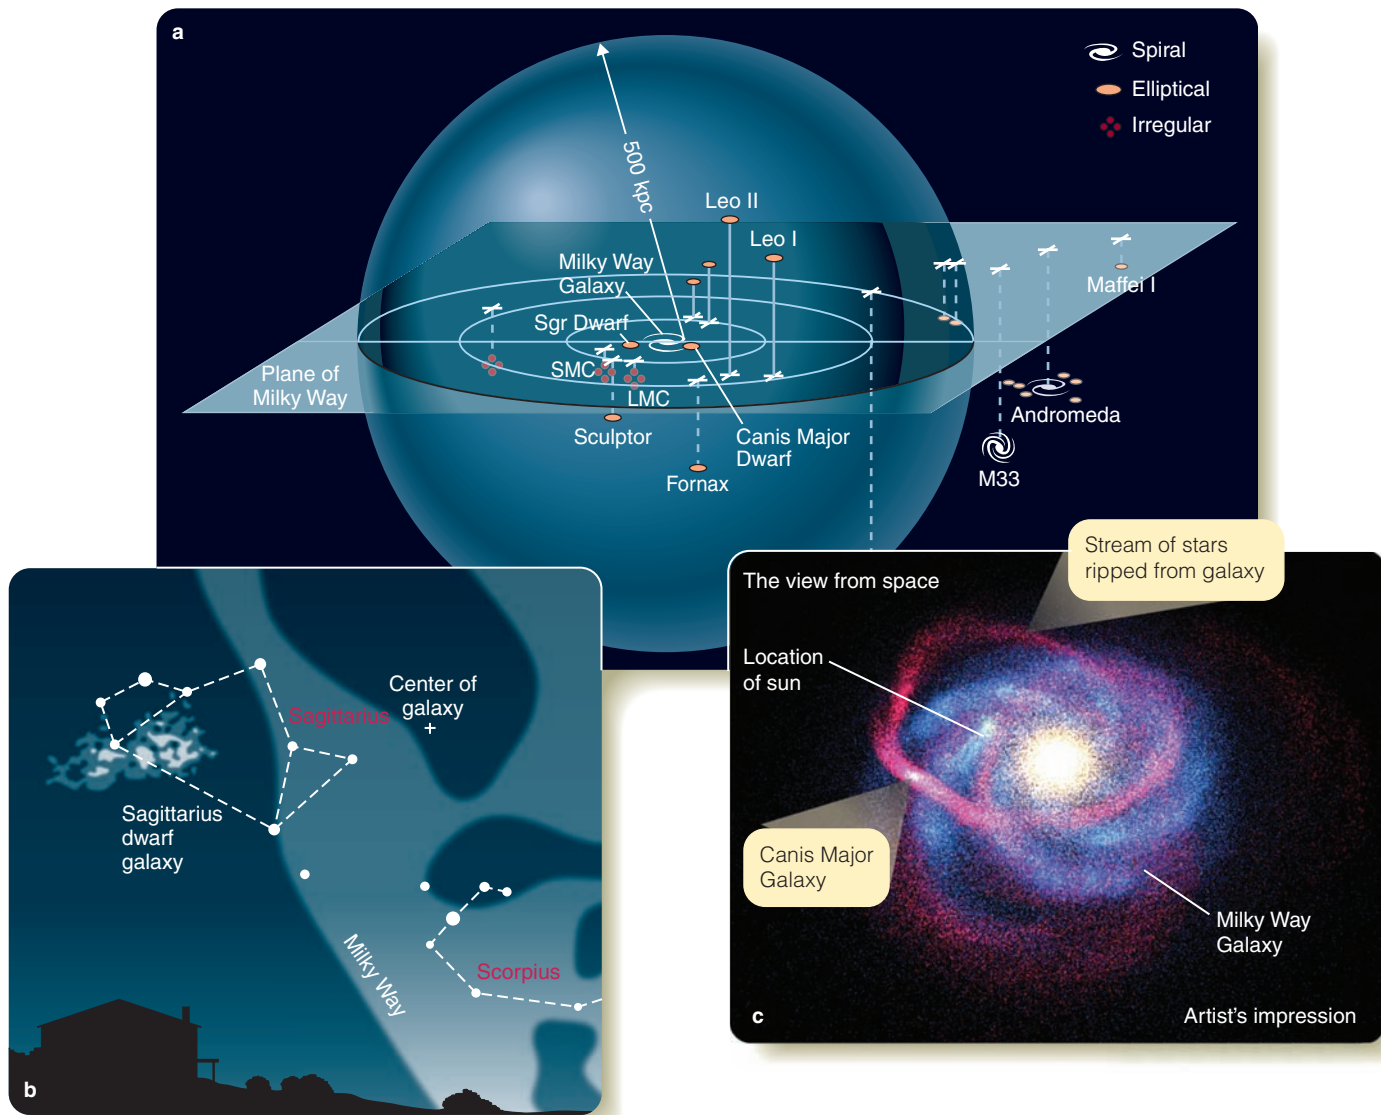 a
Spiral
Elliptical
Irregular
500 kpc
Leo II
Leo I
Milky Way
Galaxy
Sgr Dwarf
Maffei I
SMC
LMC
Plane of
Milky Way
Andromeda
Sculptor
Canis Major
Dwarf
Fornax
M33
Center of
galaxy
+
Sagittarius
Sagittarius
dwarf
galaxy
Milky Way
Scorpius
b
Stream of stars
ripped from galaxy
The view from space
Location
of sun
Canis Major
Galaxy
Milky Way
Galaxy
c
Artist's impression